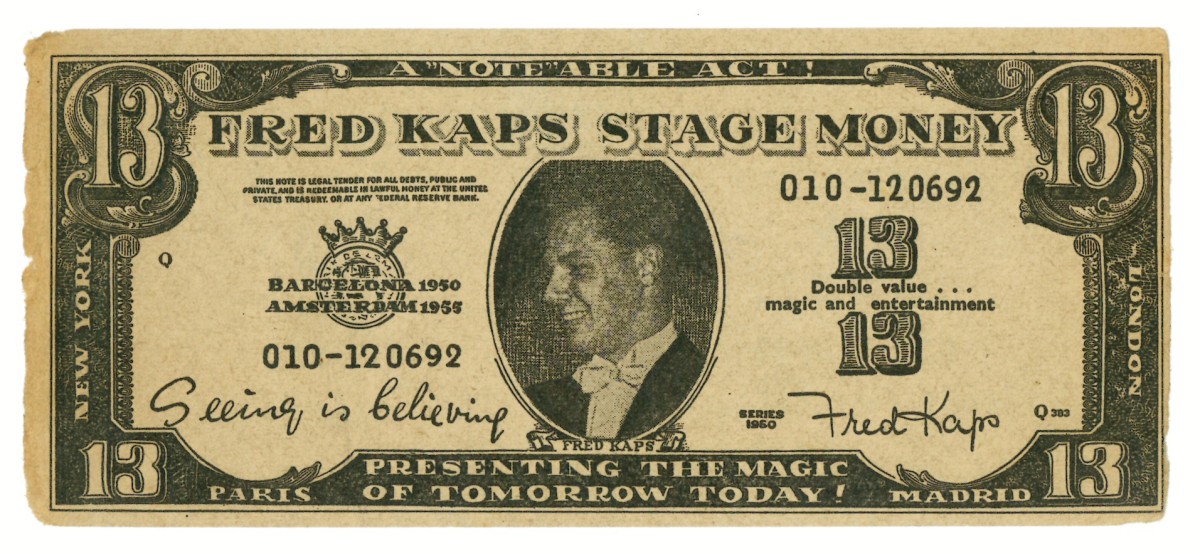 A "NOTE"ABLE ACT !
13
13
FRED KAPS STAGE MONEY
THIS NOTE IS LEGAL TENDER FOR ALL DEBTS, PUBLIC AND
PRIVATE, AND IS REDEEMABLE IN LAWFUL MONEY AT THE UNITED
STATES TREASURY, OR AT ANY FEDERAL RESERVE BANK.
010-120692
13
Q
BARCELONA 1950
AMSTERDAM 1955
Double value . . .
magic and entertainment
13
010-120692
NEW YORK
LONDON
Seeing is believing
SERIES
1950
Fred Kaps
Q 383
FRED KAPS
13
PARIS
PRESENTING THE MAGIC
OF TOMORROW TODAY !
MADRID
13